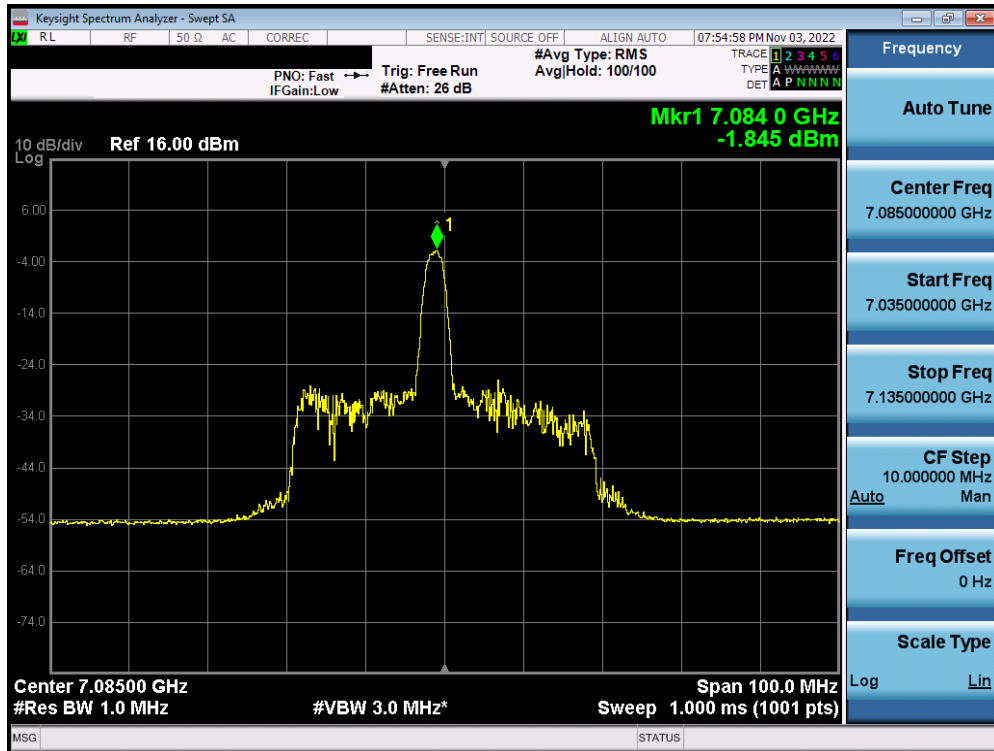 Keysight Spectrum Analyzer - Swept SA
LXI RL RF 50 Ω AC CORREC SENSE:INT SOURCE OFF ALIGN AUTO 07:54:58 PM Nov 03, 2022
PNO: Fast
IFGain:Low
Trig: Free Run
#Atten: 26 dB
#Avg Type: RMS
Avg|Hold: 100/100
TRACE 1 2 3 4 5 6
TYPE A WWWWW
DET A P N N N N
Mkr1 7.084 0 GHz
-1.845 dBm
10 dB/div Ref 16.00 dBm
Log
1
6.00
-4.00
-14.0
-24.0
-34.0
-44.0
-54.0
-64.0
-74.0
Center 7.08500 GHz Span 100.0 MHz
#Res BW 1.0 MHz #VBW 3.0 MHz* Sweep 1.000 ms (1001 pts)
MSG STATUS
Frequency
Auto Tune
Center Freq
7.085000000 GHz
Start Freq
7.035000000 GHz
Stop Freq
7.135000000 GHz
CF Step
10.000000 MHz
Auto Man
Freq Offset
0 Hz
Scale Type
Log Lin